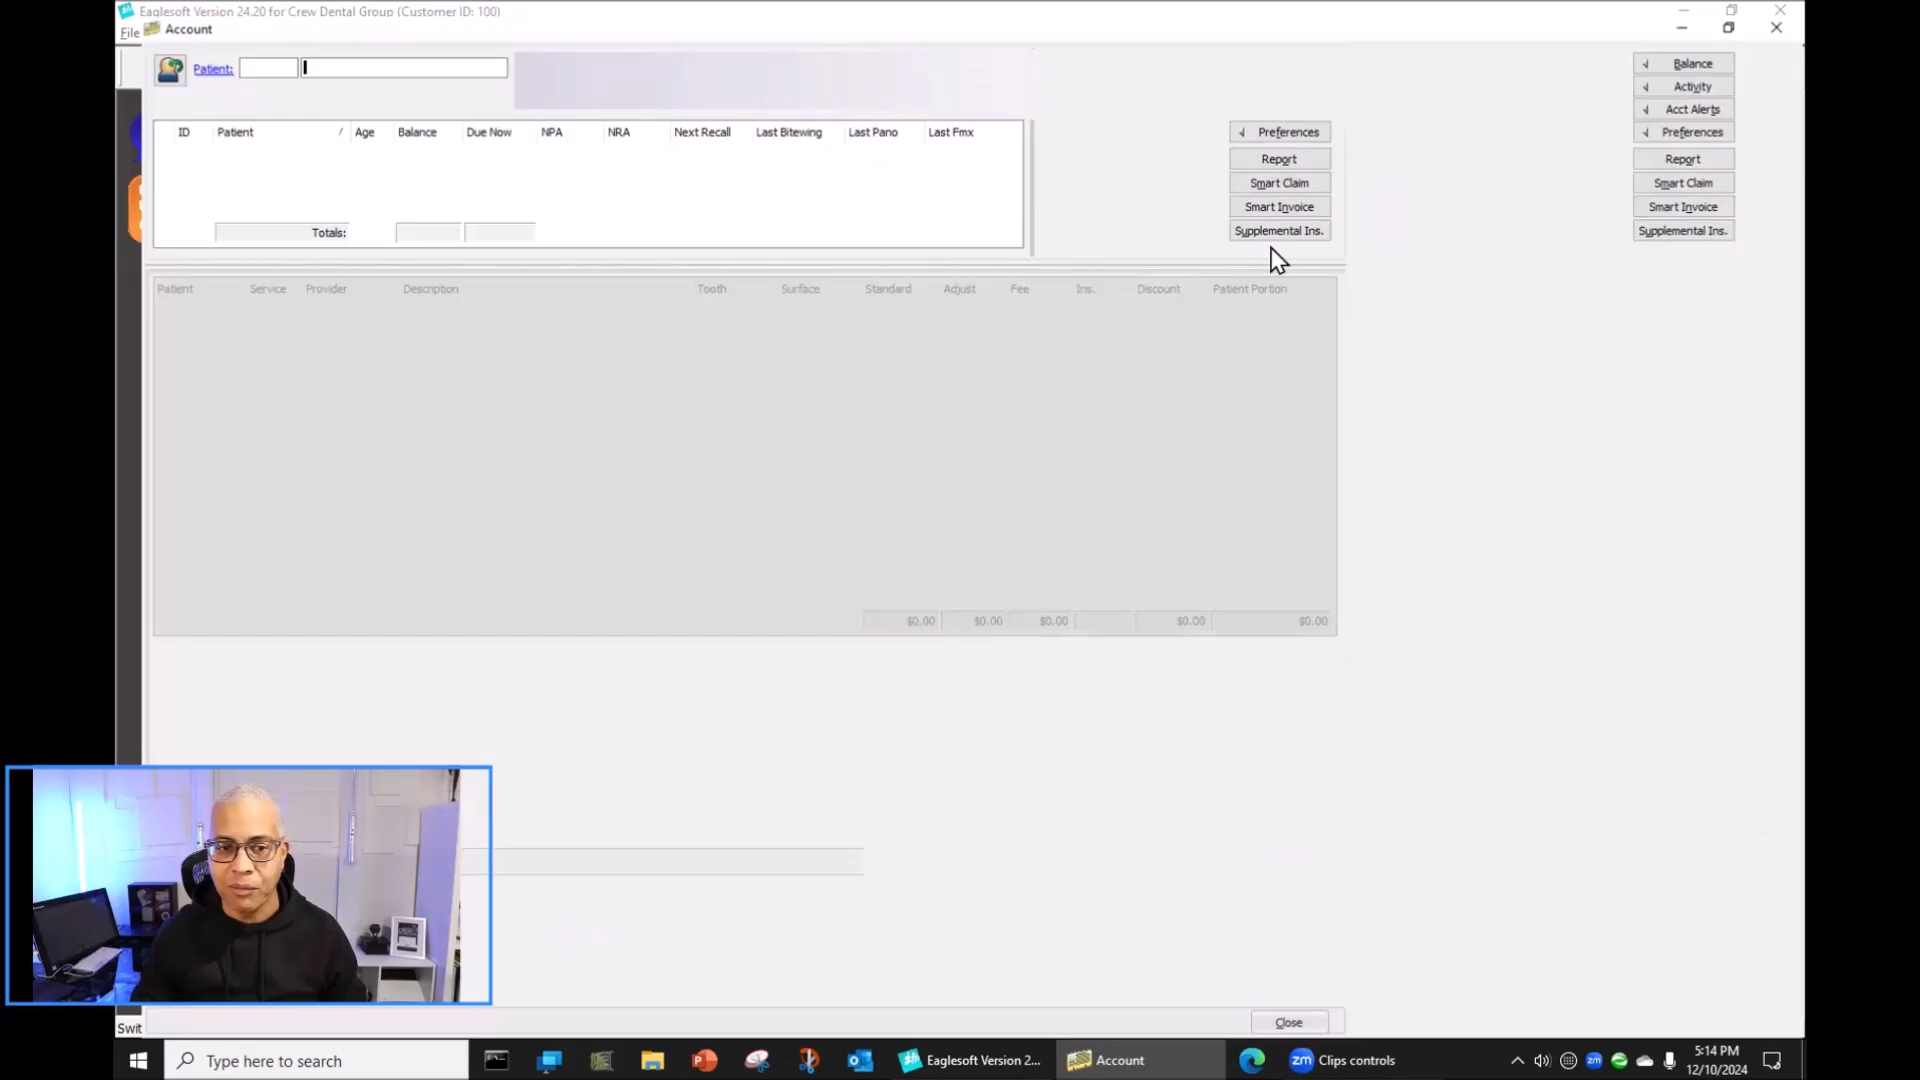 Eaglesoft Version 24.20 for Crew Dental Group (Customer ID: 100)
File
Account
Patient:
Balance
Activity
Acct Alerts
Preferences
Report
Smart Claim
Smart Invoice
Supplemental Ins.
ID Patient / Age Balance Due Now NPA NRA Next Recall Last Bitewing Last Pano Last Fmx
Totals:
Preferences
Report
Smart Claim
Smart Invoice
Supplemental Ins.
Patient Service Provider Description Tooth Surface Standard Adjust Fee Ins. Discount Patient Portion
$0.00 $0.00 $0.00 $0.00 $0.00
Close
Swit
Type here to search
Eaglesoft Version 2...
Account
zm Clips controls
zm
5:14 PM
12/10/2024